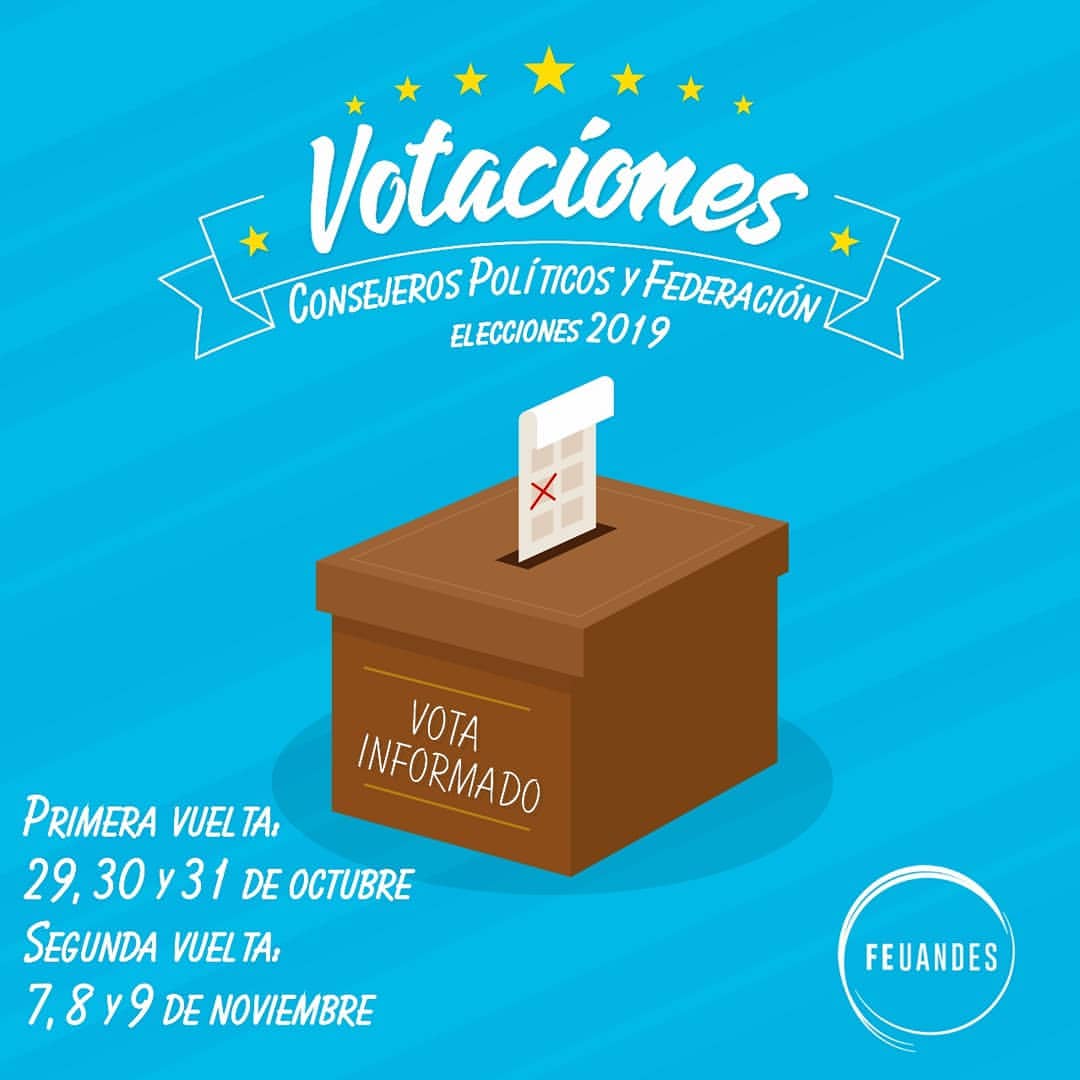 Votaciones
CONSEJEROS POLÍTICOS Y FEDERACIÓN
ELECCIONES 2019
VOTA
INFORMADO
PRIMERA VUELTA:
29, 30 Y 31 DE OCTUBRE
SEGUNDA VUELTA:
7, 8 Y 9 DE NOVIEMBRE
FEUANDES